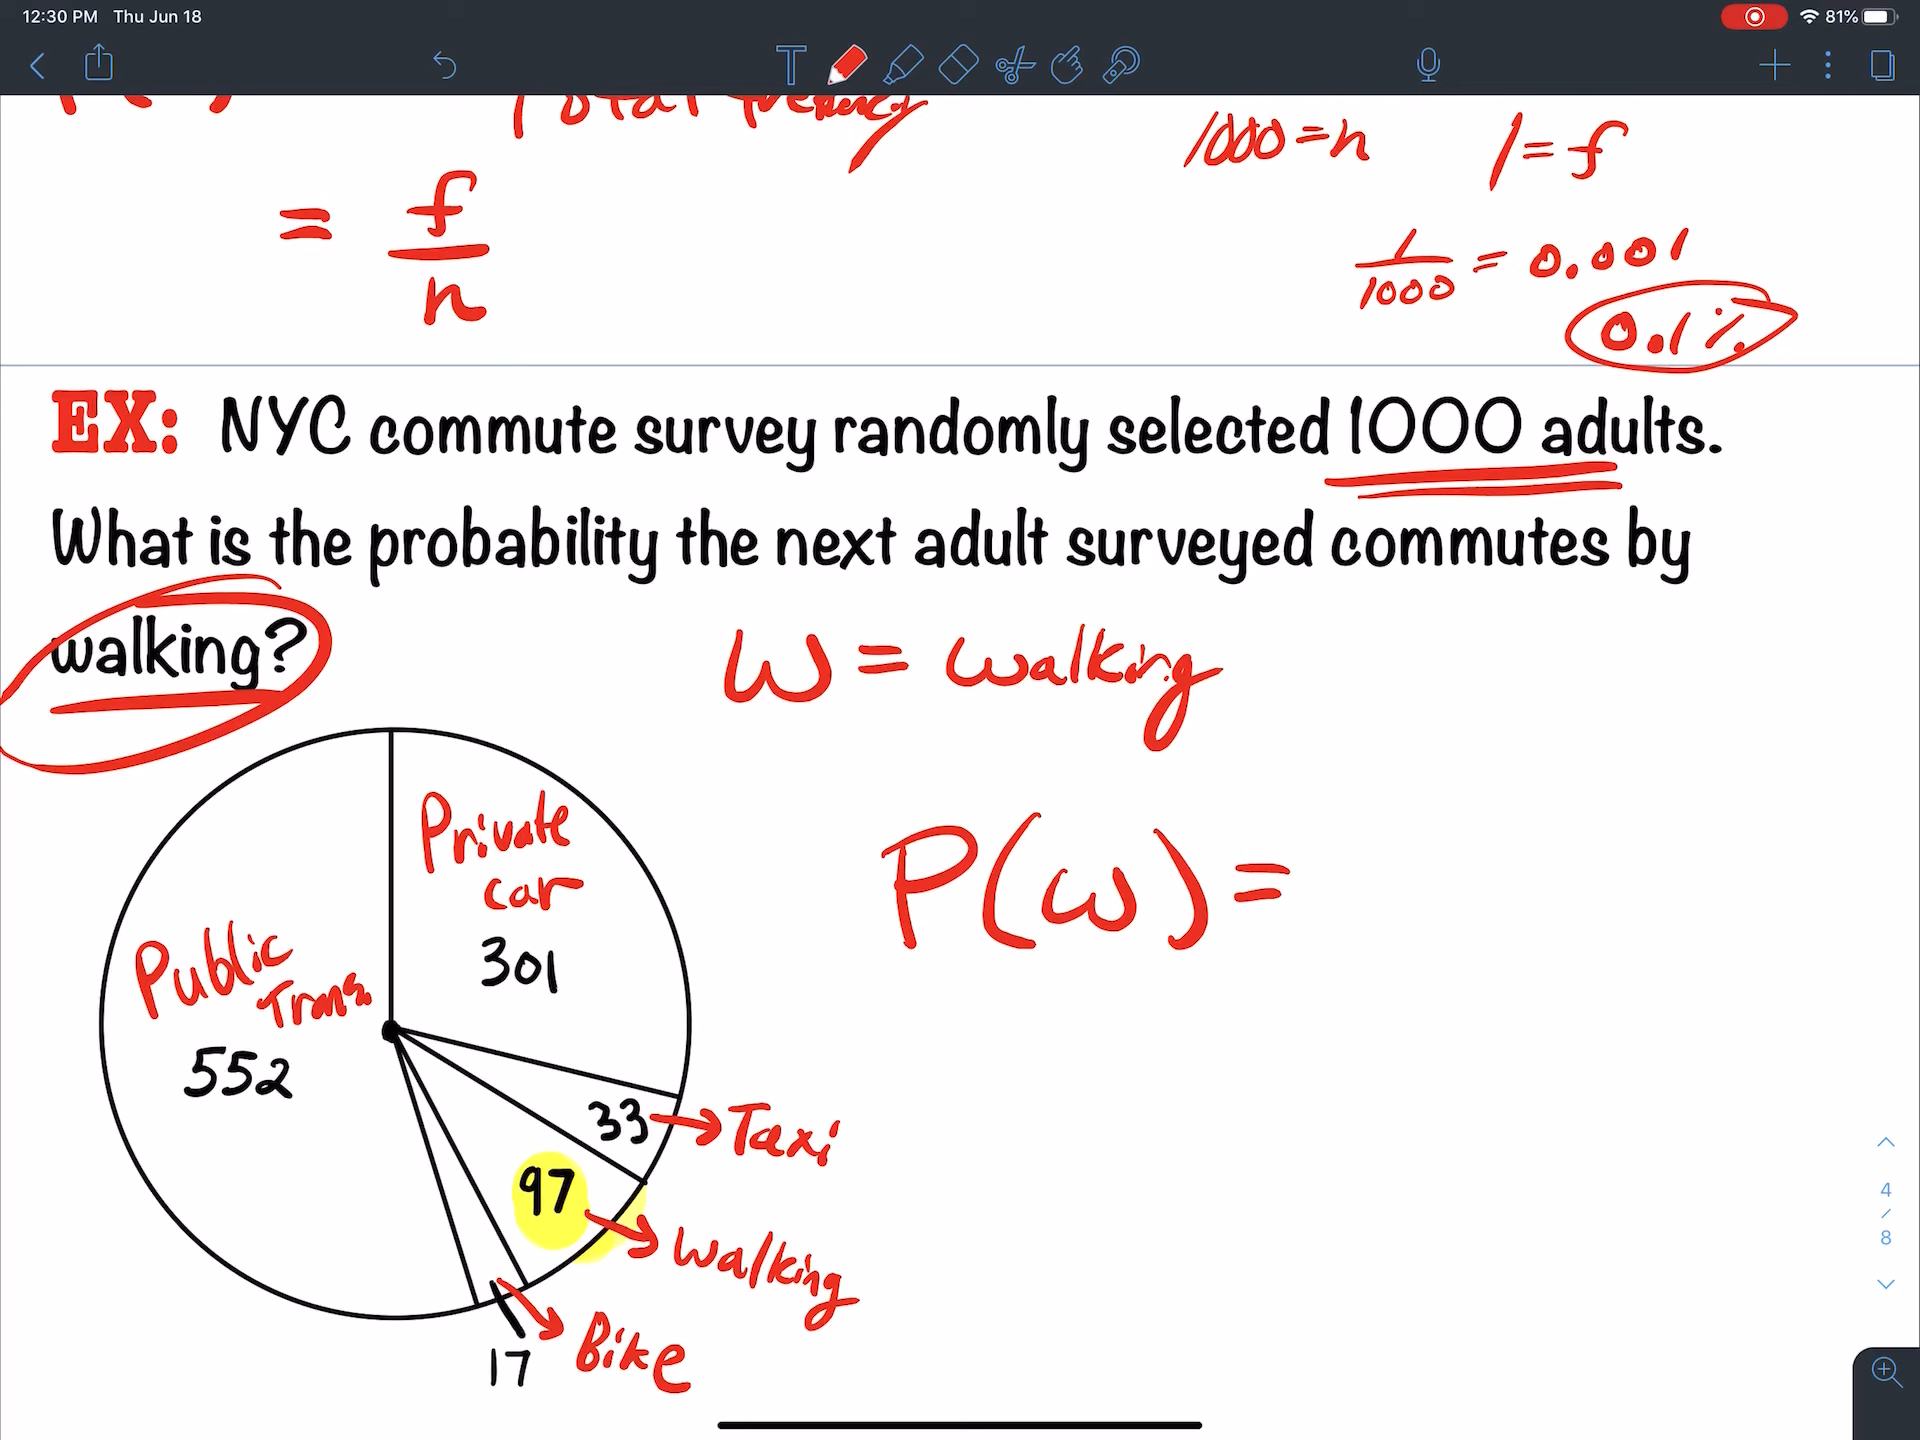 12:30 PM Thu Jun 18
81%
T
Total frequency
= f
n
1000 = n 1 = f
1
1000 = 0.001
0.1%
EX: NYC commute survey randomly selected 1000 adults.
What is the probability the next adult surveyed commutes by
walking?
W = walking
P(W) =
Private
car
301
Public
Trans.
552
33 → Taxi
97
→ walking
→ Bike
17
4
/
8